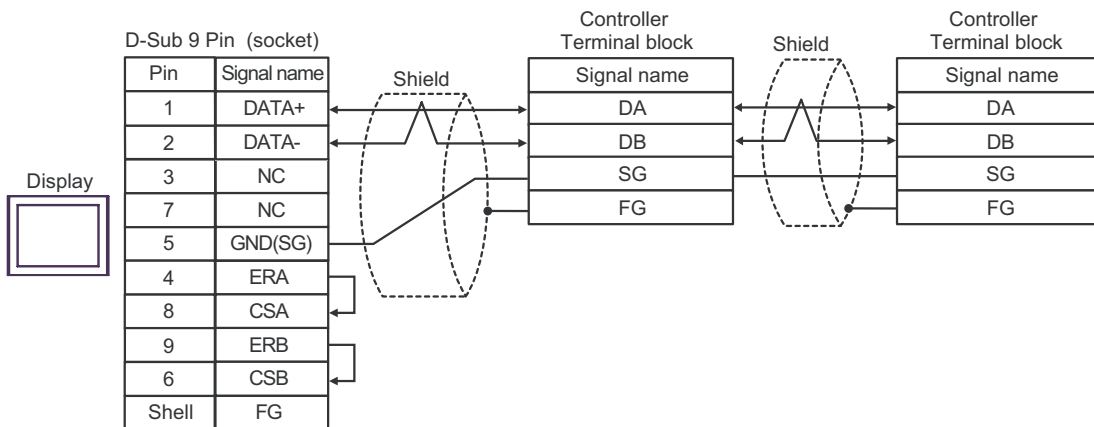 Controller
Terminal block
Controller
Terminal block
D-Sub 9 Pin (socket)
Shield
Shield
Pin Signal name
Signal name
Signal name
1 DATA+
DA
DA
2 DATA-
DB
DB
3 NC
SG
SG
7 NC
FG
FG
Display
5 GND(SG)
4 ERA
8 CSA
9 ERB
6 CSB
Shell FG